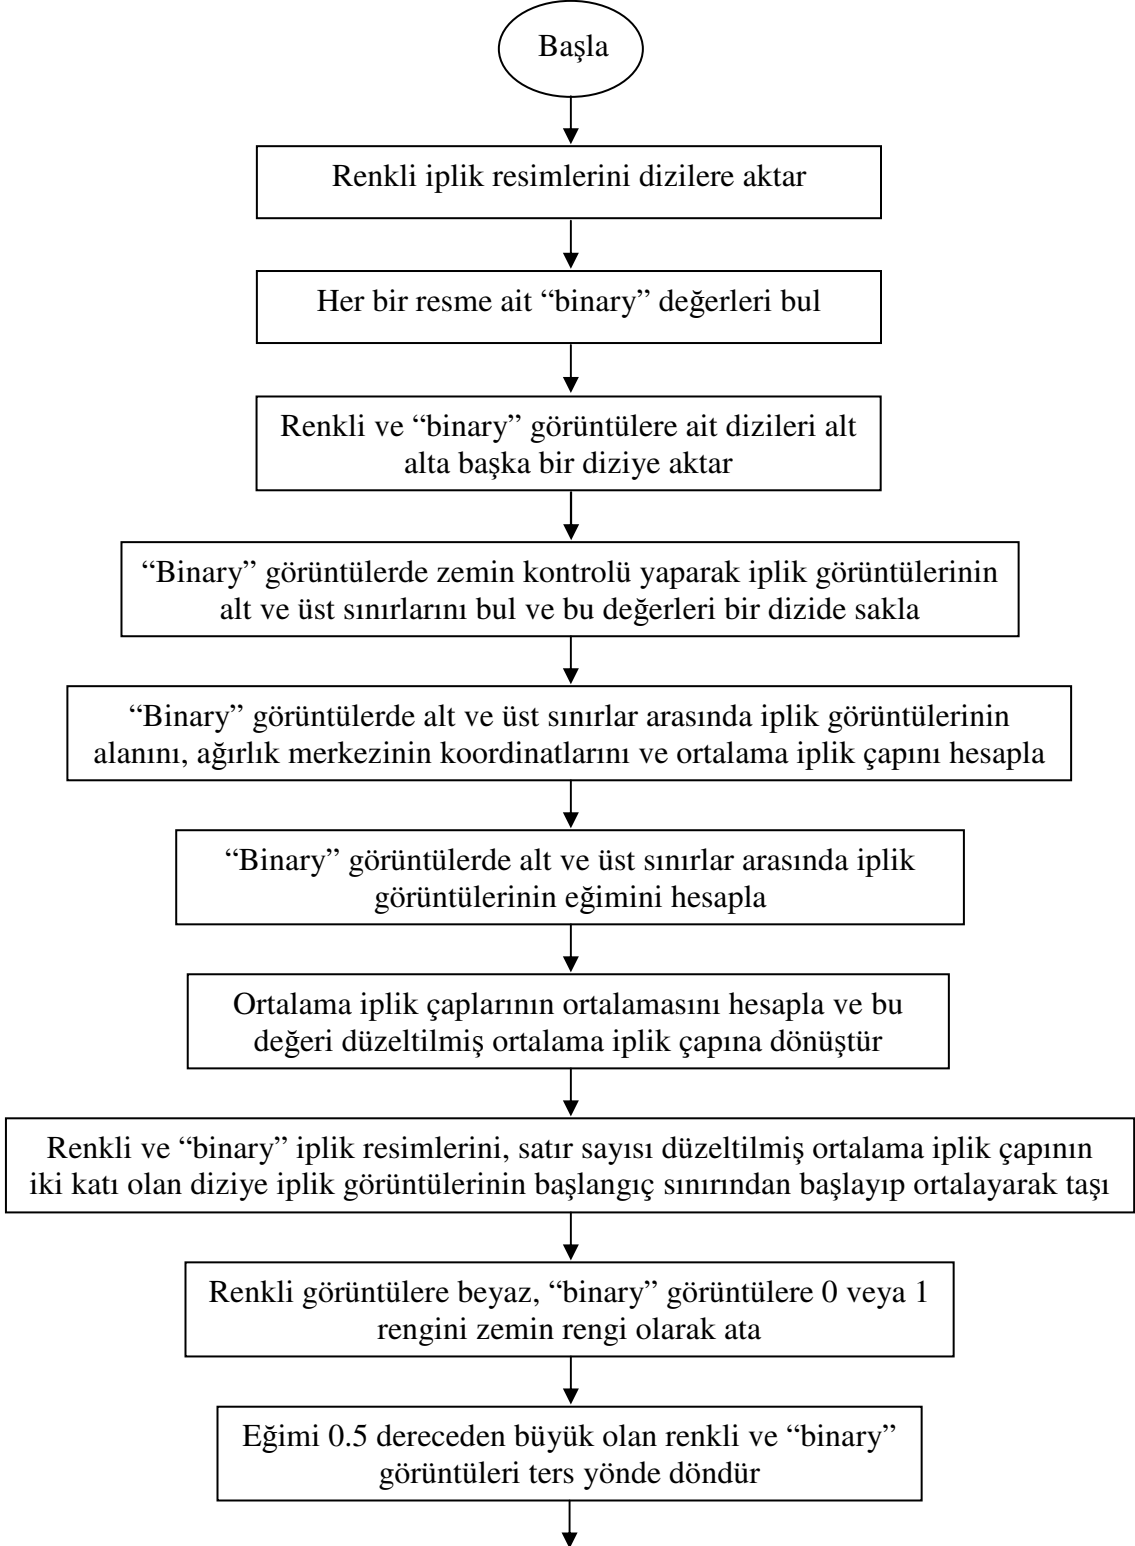 Başla
Renkli iplik resimlerini dizilere aktar
Her bir resme ait “binary” değerleri bul
Renkli ve “binary” görüntülere ait dizileri alt
alta başka bir diziye aktar
“Binary” görüntülerde zemin kontrolü yaparak iplik görüntülerinin
alt ve üst sınırlarını bul ve bu değerleri bir dizide sakla
“Binary” görüntülerde alt ve üst sınırlar arasında iplik görüntülerinin
alanını, ağırlık merkezinin koordinatlarını ve ortalama iplik çapını hesapla
“Binary” görüntülerde alt ve üst sınırlar arasında iplik
görüntülerinin eğimini hesapla
Ortalama iplik çaplarının ortalamasını hesapla ve bu
değeri düzeltilmiş ortalama iplik çapına dönüştür
Renkli ve “binary” iplik resimlerini, satır sayısı düzeltilmiş ortalama iplik çapının
iki katı olan diziye iplik görüntülerinin başlangıç sınırından başlayıp ortalayarak taşı
Renkli görüntülere beyaz, “binary” görüntülere 0 veya 1
rengini zemin rengi olarak ata
Eğimi 0.5 dereceden büyük olan renkli ve “binary”
görüntüleri ters yönde döndür